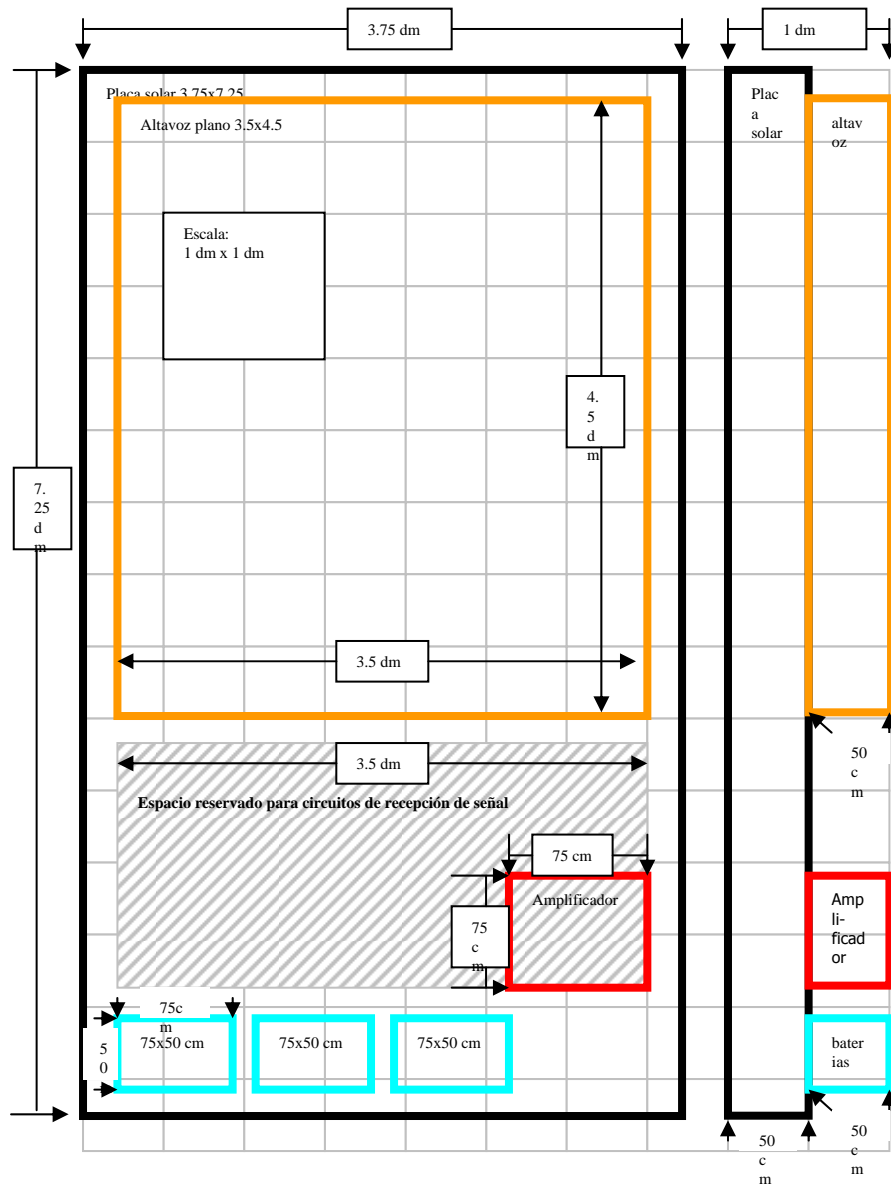 3.75 dm
1 dm
Placa solar 3.75x7.25
Altavoz plano 3.5x4.5
Plac
a
solar
altav
oz
Escala:
1 dm x 1 dm
4.
5
d
m
7.
25
d
m
3.5 dm
3.5 dm
50
c
m
Espacio reservado para circuitos de recepción de señal
75 cm
Amplificador
75
c
m
Amp
li-
ficad
or
75c
m
5
0
75x50 cm
75x50 cm
75x50 cm
bater
ias
50
c
m
50
c
m